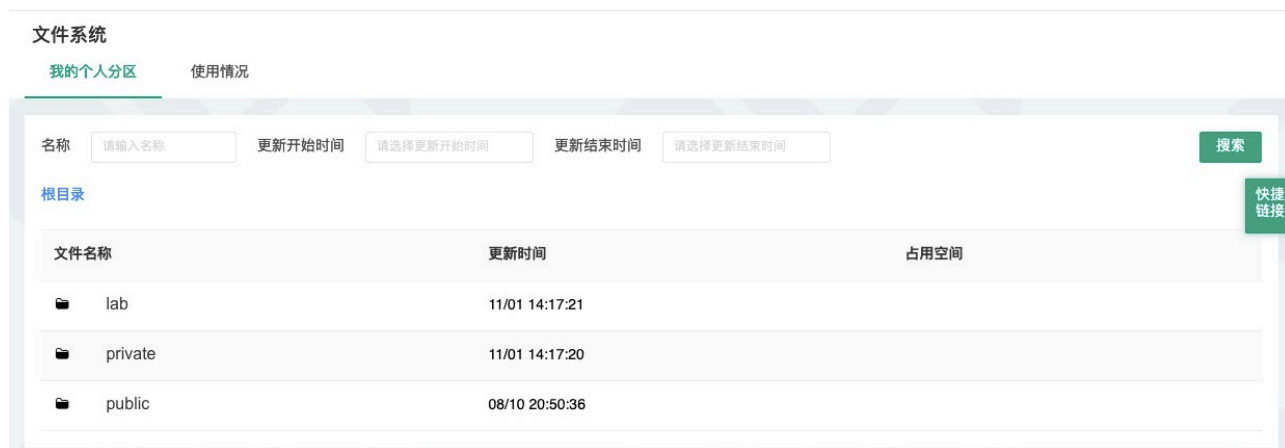 文件系统
我的个人分区 使用情况
名称 请输入名称 更新开始时间 请选择更新开始时间 更新结束时间 请选择更新结束时间 搜索
根目录
快捷
链接
文件名称 更新时间 占用空间
lab 11/01 14:17:21
private 11/01 14:17:20
public 08/10 20:50:36